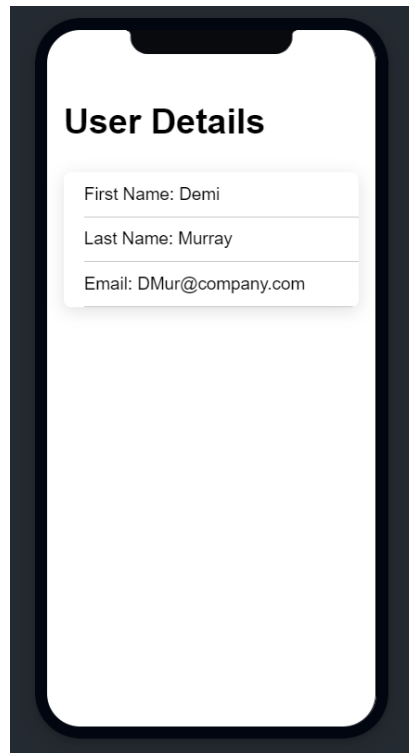 User Details
First Name: Demi
Last Name: Murray
Email: DMur@company.com